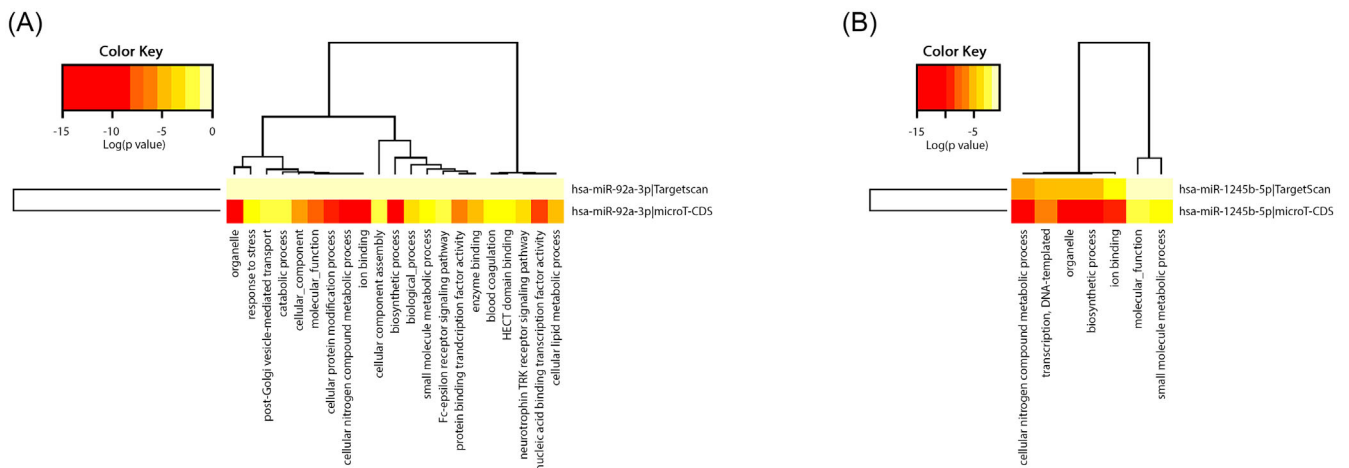 (A)
Color Key
-15
-10
-5
0
Log(p value)
hsa-miR-92a-3p|Targetscan
hsa-miR-92a-3p|microT-CDS
organelle
response to stress
post-Golgi vesicle-mediated transport
catabolic process
cellular_component
molecular_function
cellular protein modification process
cellular nitrogen compound metabolic process
ion binding
cellular component assembly
biosynthetic process
biological_process
small molecule metabolic process
Fc-epsilon receptor signaling pathway
protein binding trandcription factor activity
enzyme binding
blood coagulation
HECT domain binding
neurotrophin TRK receptor signaling pathway
nucleic acid binding transcription factor activity
cellular lipid metabolic process
(B)
Color Key
-15
-5
Log(p value)
hsa-miR-1245b-5p|TargetScan
hsa-miR-1245b-5p|microT-CDS
cellular nitrogen compound metabolic process
transcription, DNA-templated
organelle
biosynthetic process
ion binding
molecular_function
small molecule metabolic process